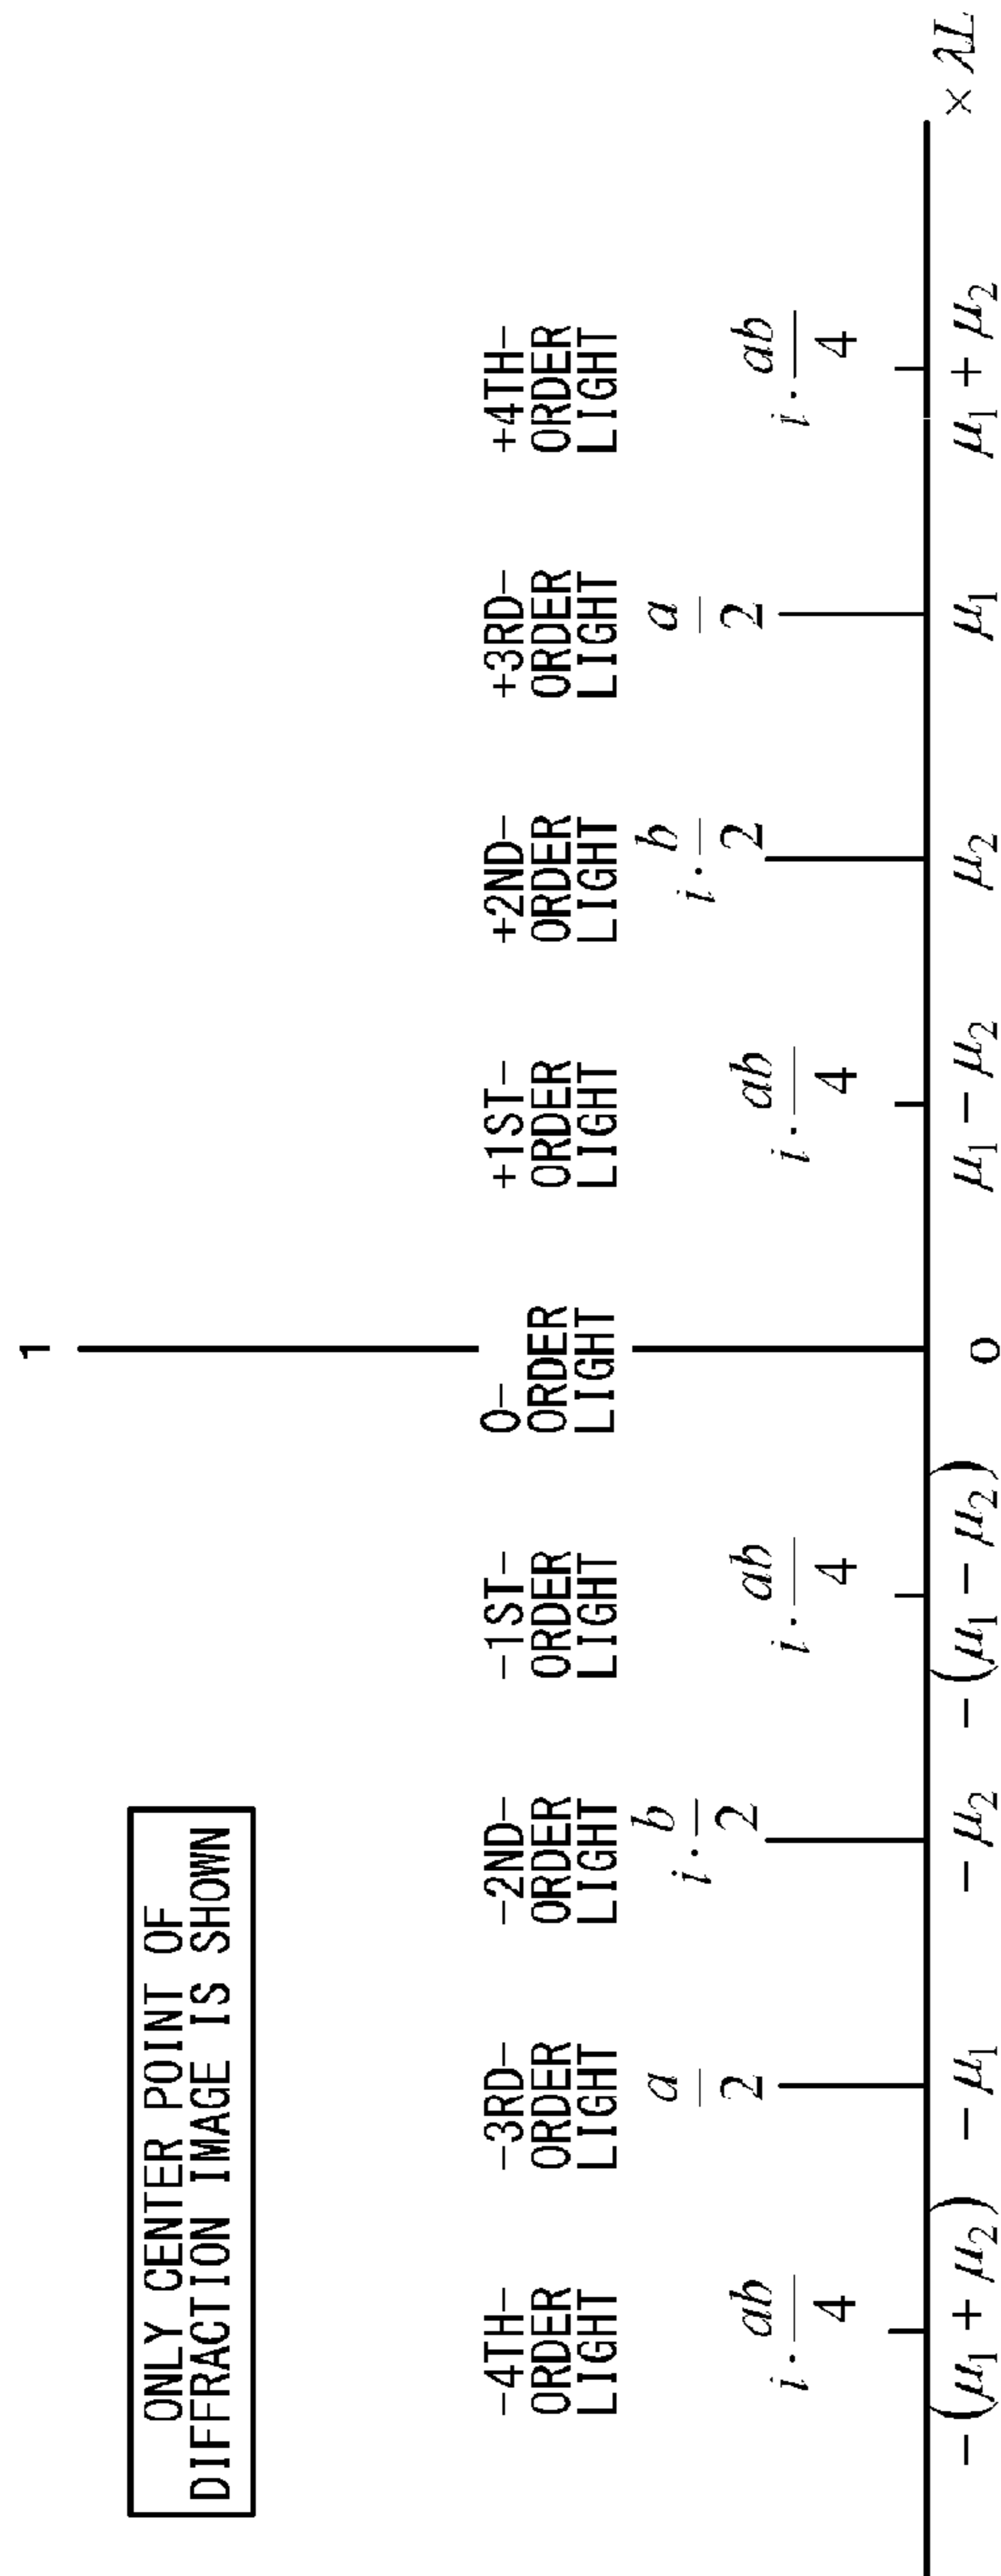 ONLY CENTER POINT OF
DIFFRACTION IMAGE IS SHOWN
1
-4TH-
ORDER
LIGHT
-3RD-
ORDER
LIGHT
-2ND-
ORDER
LIGHT
-1ST-
ORDER
LIGHT
0-
ORDER
LIGHT
+1ST-
ORDER
LIGHT
+2ND-
ORDER
LIGHT
+3RD-
ORDER
LIGHT
+4TH-
ORDER
LIGHT
i · ab/4
a/2
i · b/2
i · ab/4
i · ab/4
i · b/2
a/2
i · ab/4
-(μ₁ + μ₂)
-μ₁
-μ₂
-(μ₁ - μ₂)
0
μ₁ - μ₂
μ₂
μ₁
μ₁ + μ₂
× λL